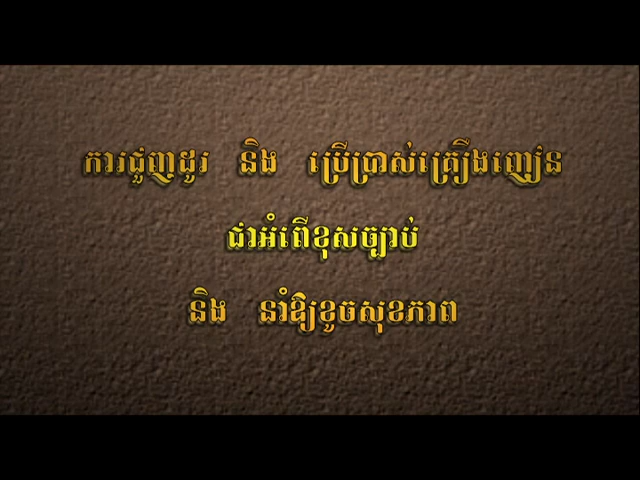 ការជួញដូរ និង ប្រើប្រាស់គ្រឿងញៀន
ជាអំពើខុសច្បាប់
និង នាំឱ្យខូចសុខភាព